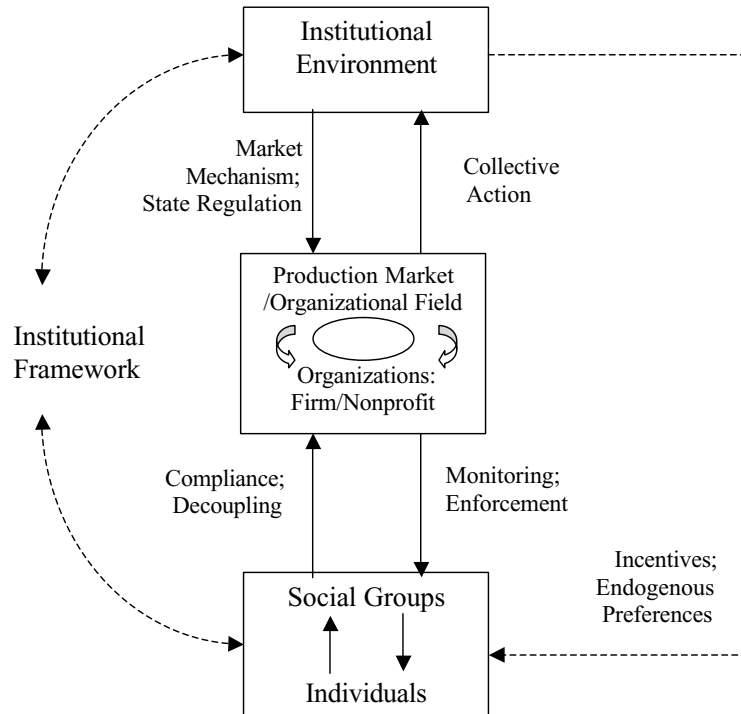 Institutional
Environment
Market
Mechanism;
State Regulation
Collective
Action
Production Market
/Organizational Field
Organizations:
Firm/Nonprofit
Institutional
Framework
Compliance;
Decoupling
Monitoring;
Enforcement
Incentives;
Endogenous
Preferences
Social Groups
Individuals